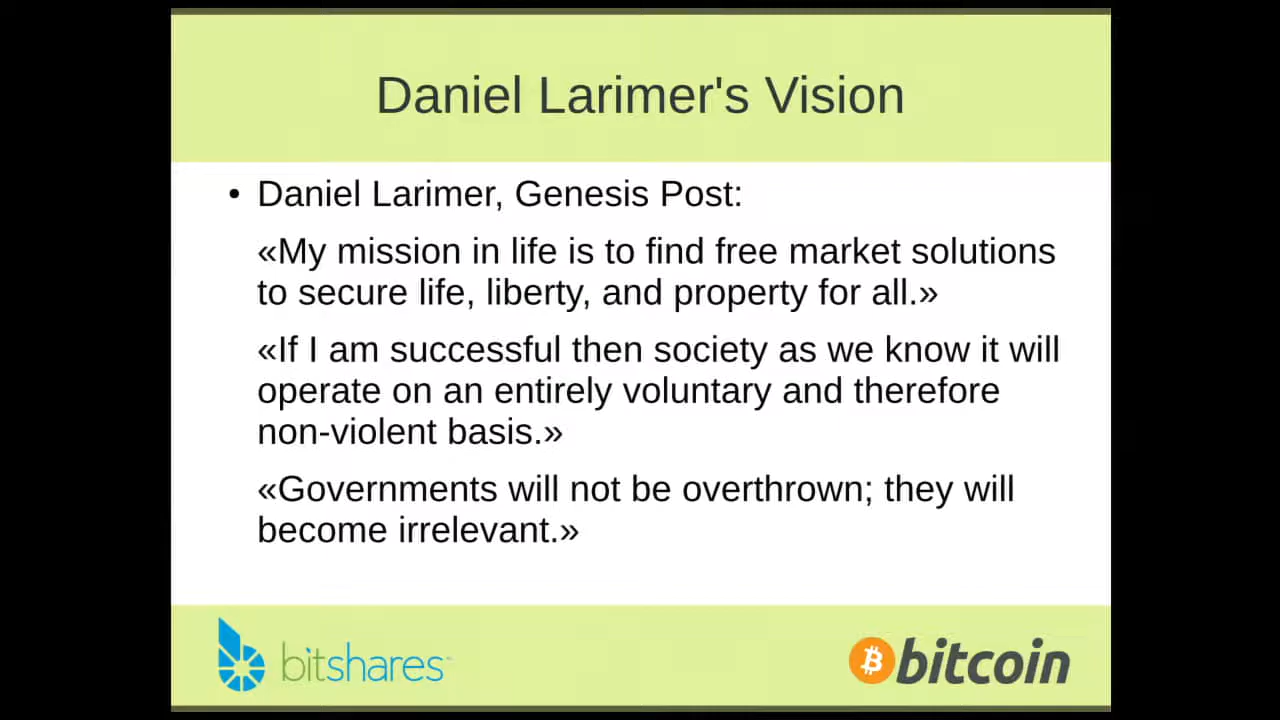 Daniel Larimer's Vision
• Daniel Larimer, Genesis Post:
«My mission in life is to find free market solutions
to secure life, liberty, and property for all.»
«If I am successful then society as we know it will
operate on an entirely voluntary and therefore
non-violent basis.»
«Governments will not be overthrown; they will
become irrelevant.»
bitshares
bitcoin